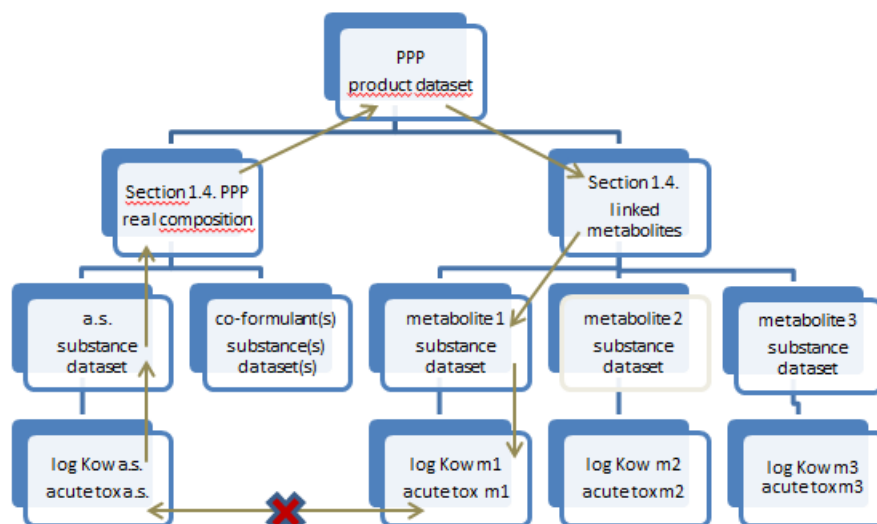 PPP
product dataset
Section 1.4. PPP
real composition
Section 1.4.
linked
metabolites
a.s.
substance
dataset
co-formulant(s)
substance(s)
dataset(s)
metabolite 1
substance
dataset
metabolite 2
substance
dataset
metabolite 3
substance
dataset
log Kow a.s.
acute tox a.s.
log Kow m1
acute tox m1
log Kow m2
acute tox m2
log Kow m3
acute tox m3